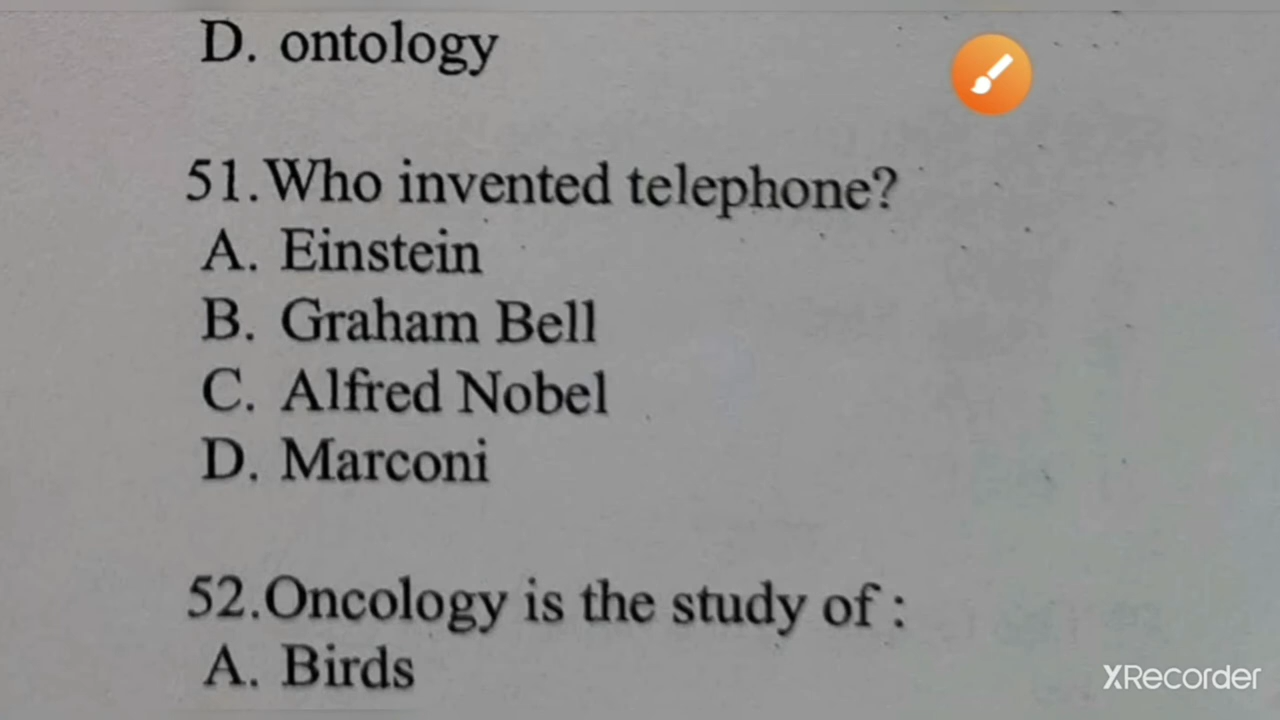 D. ontology
51.Who invented telephone?
A. Einstein
B. Graham Bell
C. Alfred Nobel
D. Marconi
52.Oncology is the study of :
A. Birds
XRecorder